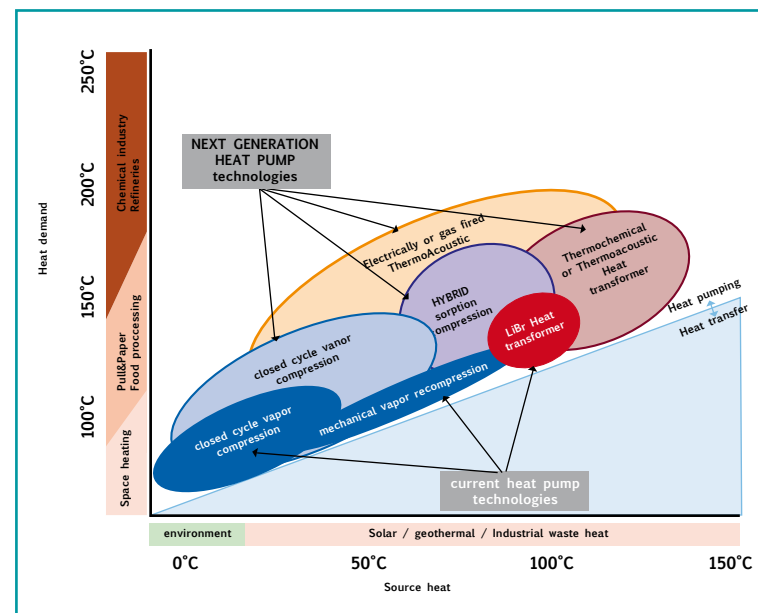 250°C
200°C
150°C
100°C
Heat demand
Chemical industry
Refineries
Pull&Paper
Food proccessing
Space heating
NEXT GENERATION
HEAT PUMP
technologies
Electrically or gas fired
ThermoAcoustic
Thermochemical
or Thermoacoustic
Heat
transformer
HYBRID
sorption
ompression
LiBr Heat
transformer
Heat pumping
Heat transfer
closed cycle vanor
compression
mechanical vapor recompression
closed cycle vapor
compression
current heat pump
technologies
environment
Solar / geothermal / Industrial waste heat
0°C
50°C
100°C
150°C
Source heat